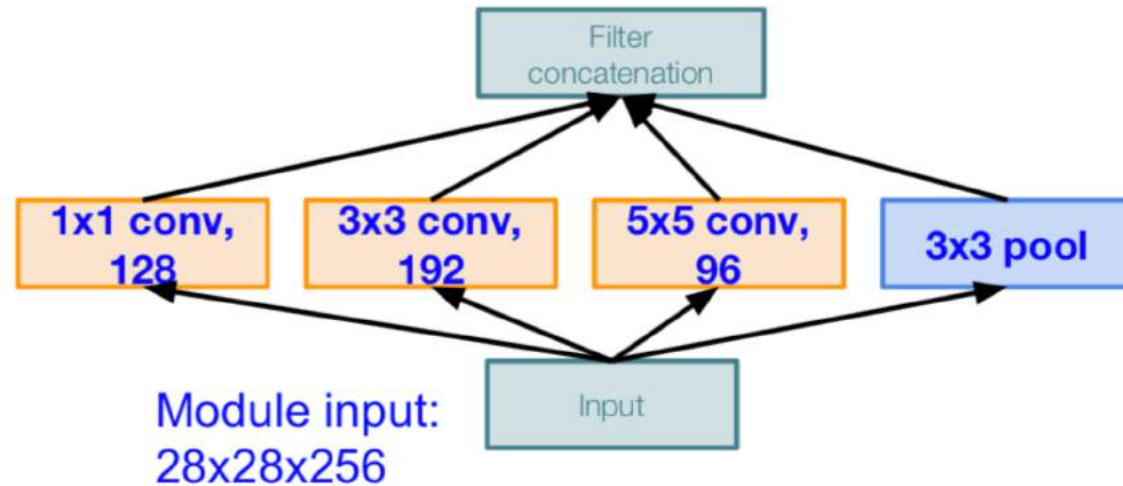 Filter
concatenation
1x1 conv,
128
3x3 conv,
192
5x5 conv,
96
3x3 pool
Input
Module input:
28x28x256